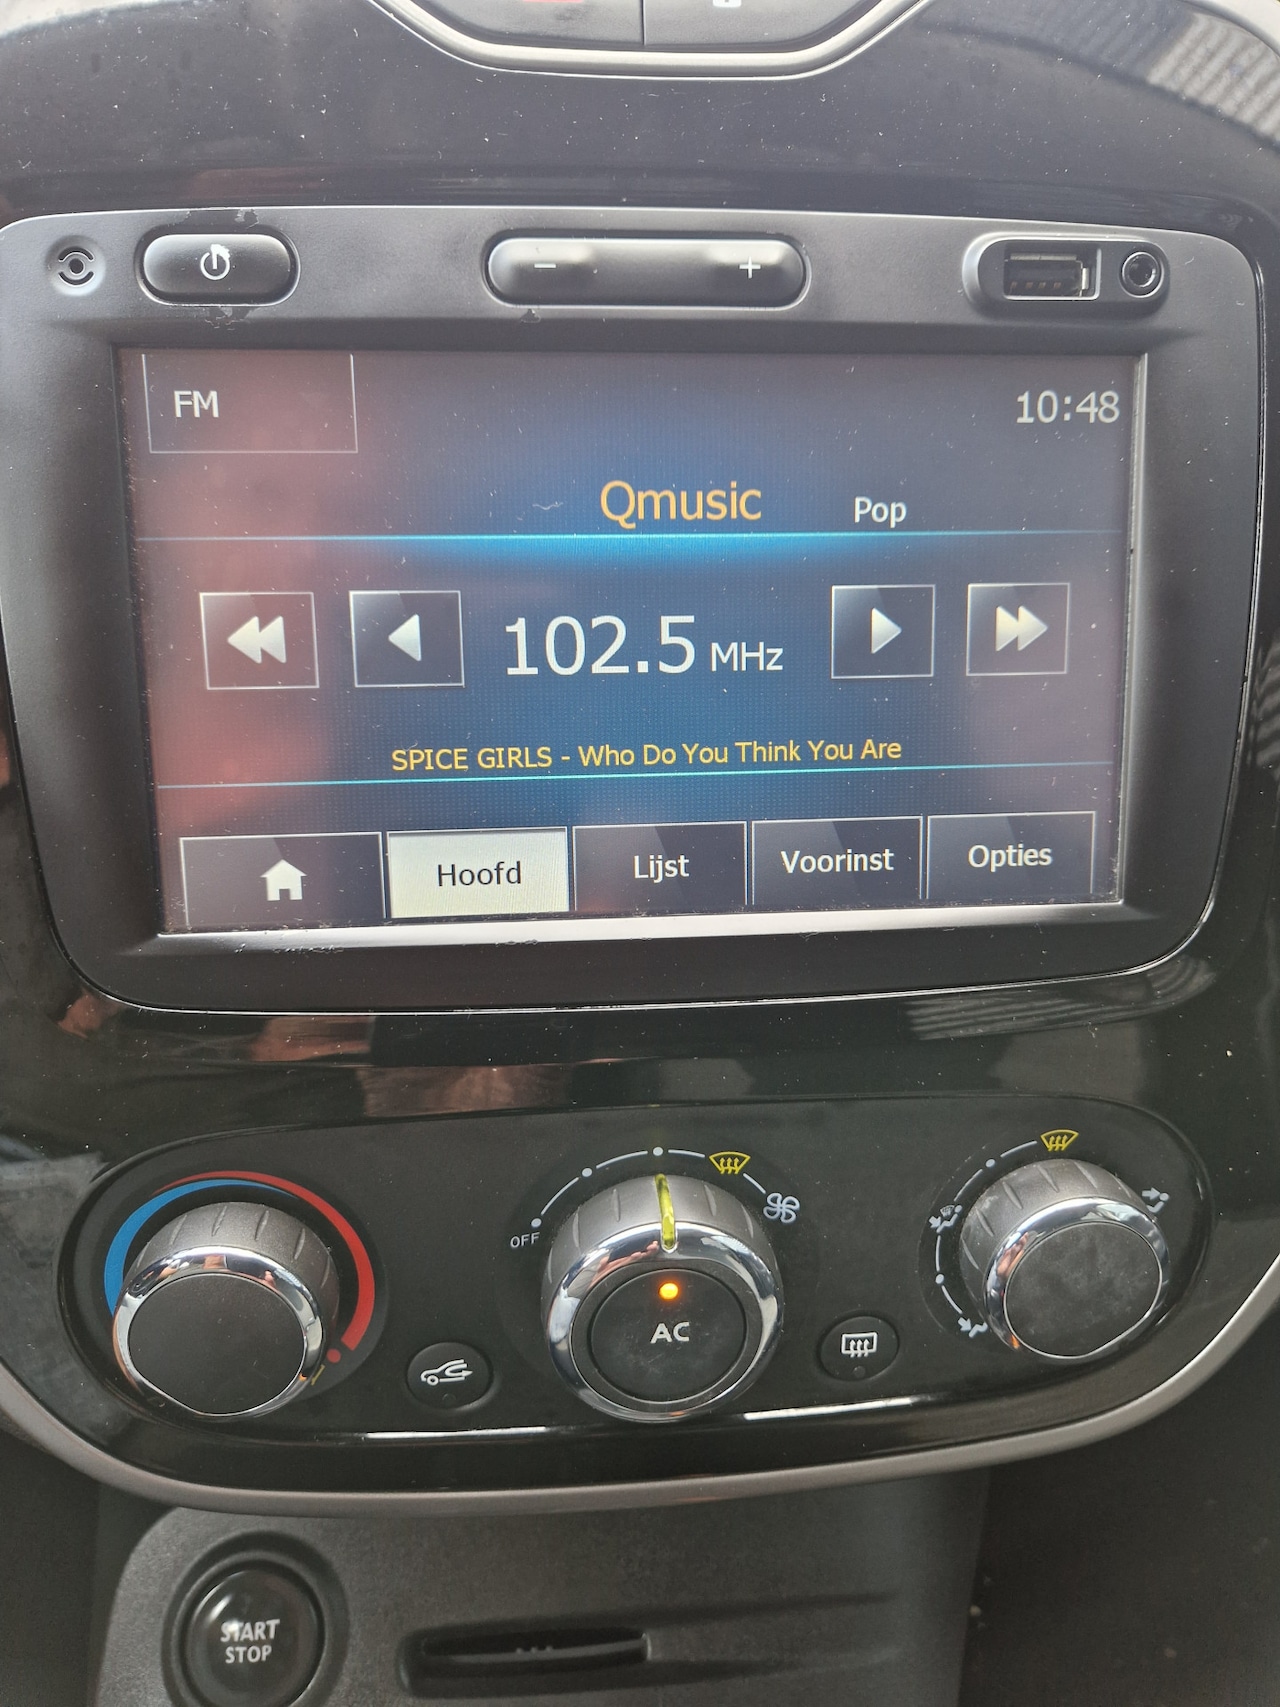 FM
10:48
Qmusic Pop
102.5 MHz
SPICE GIRLS - Who Do You Think You Are
Hoofd Lijst Voorinst Opties
OFF
AC
START
STOP